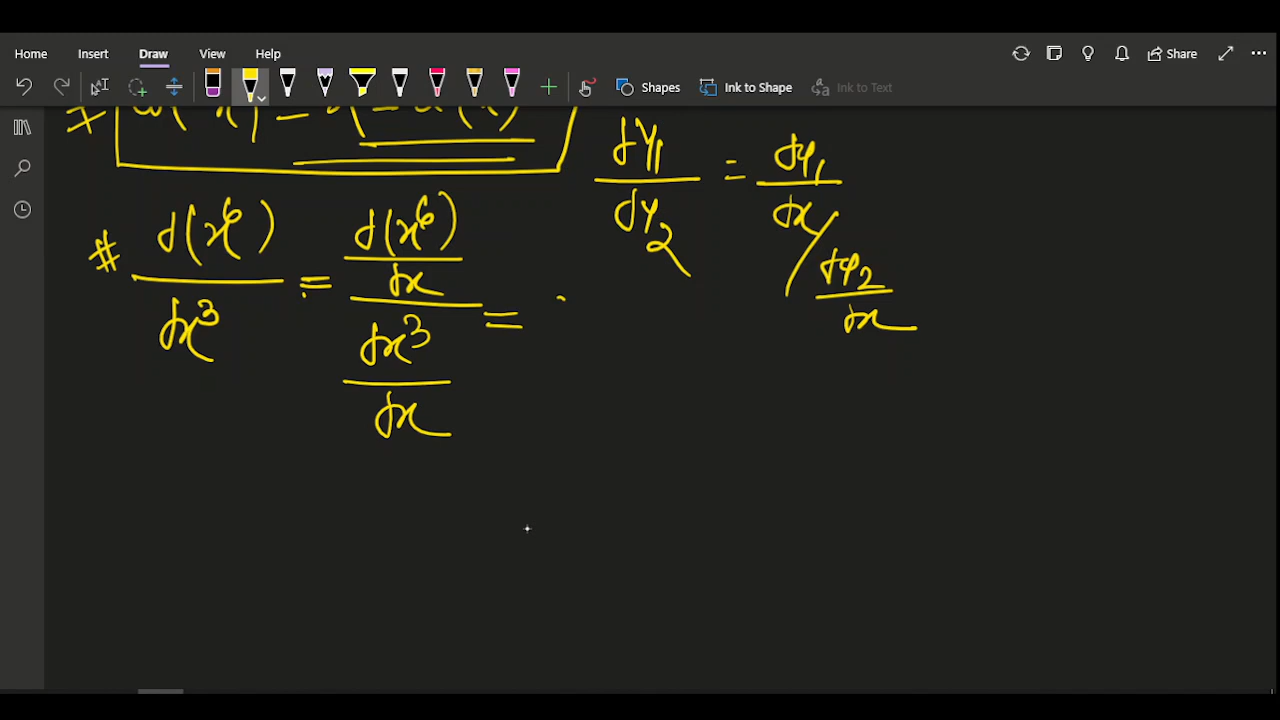 Home Insert Draw View Help Share
Shapes Ink to Shape Ink to Text
dy₁/dy₂ = dy₁/dx / dy₂/dx
# d(x⁶)/dx³ = d(x⁶)/dx / dx³/dx =